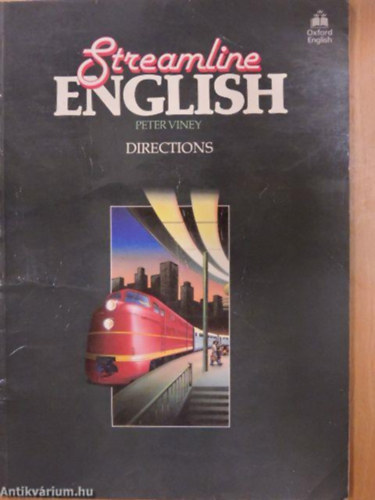 Oxford
English
Streamline
ENGLISH
PETER VINEY
DIRECTIONS
Antikvárium.hu